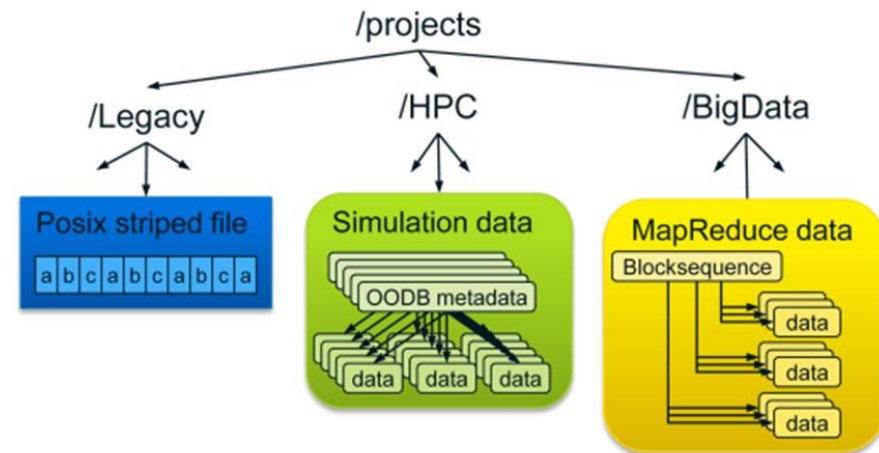 /projects
/Legacy
/HPC
/BigData
Posix striped file
a b c a b c a b c a
Simulation data
OODB metadata
data data data
MapReduce data
Blocksequence
data
data
data